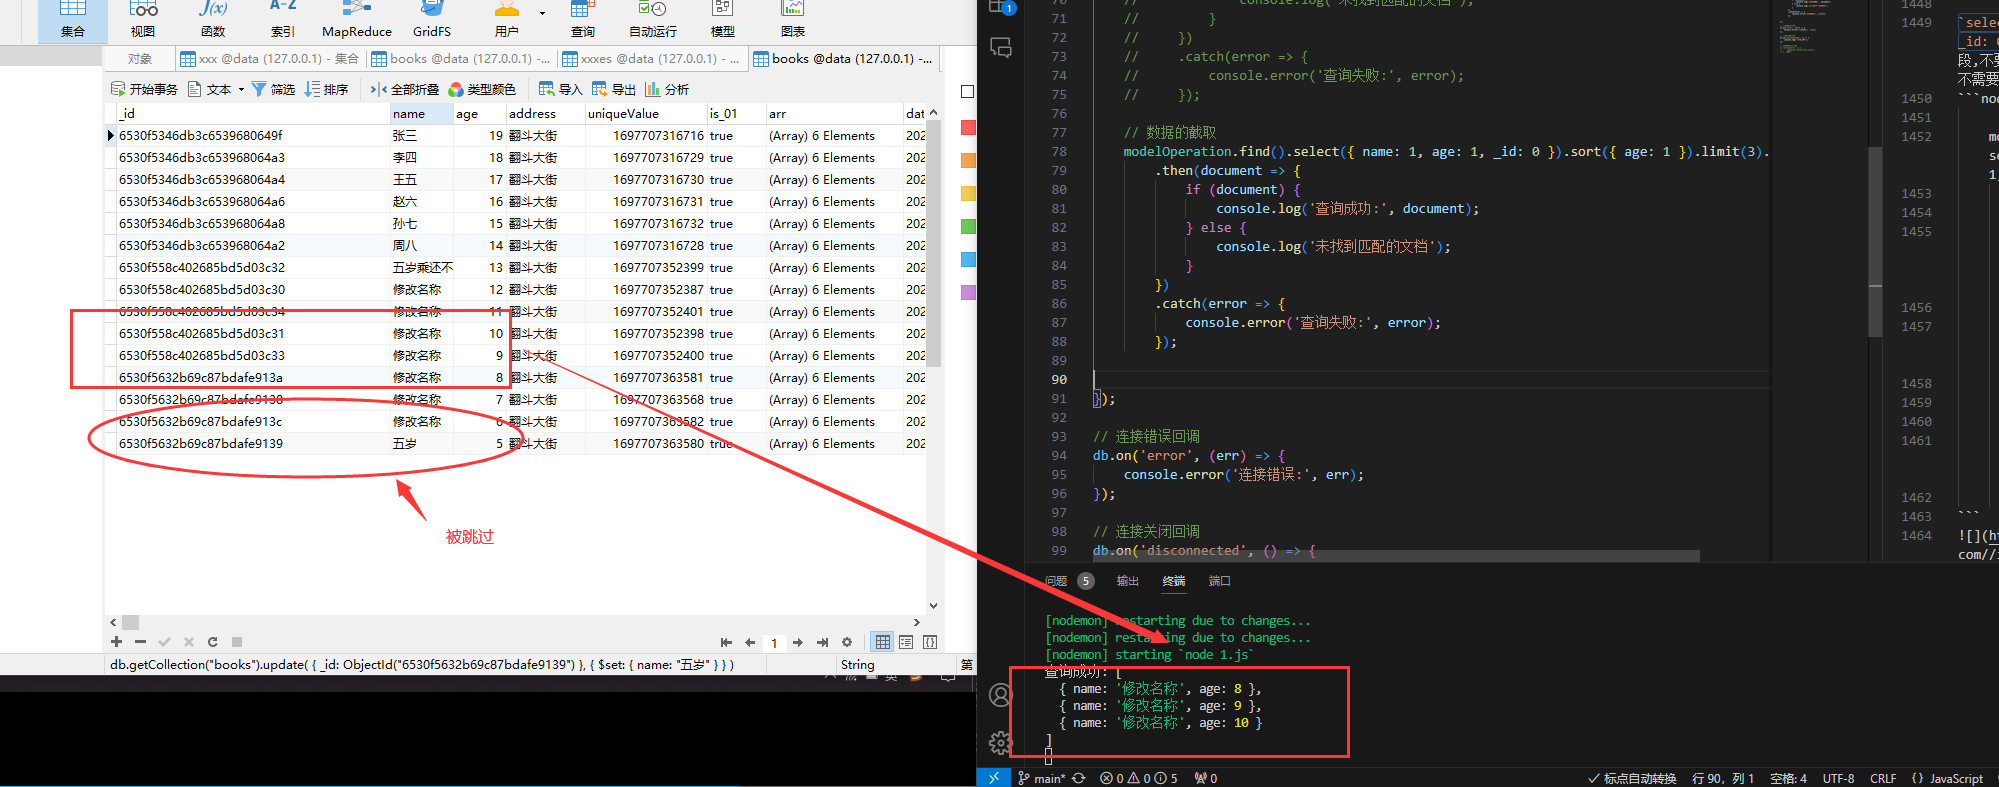 集合 视图 函数 索引 MapReduce GridFS 用户 查询 自动运行 模型 图表
A-Z
对象 xxx @data (127.0.0.1) - 集合 books @data (127.0.0.1) -... xxxes @data (127.0.0.1) - ... books @data (127.0.0.1) -...
开始事务 文本 筛选 排序 全部折叠 类型颜色 导入 导出 分析
_id name age address uniqueValue is_01 arr dat
6530f5346db3c6539680649f 张三 19 翻斗大街 1697707316716 true (Array) 6 Elements 202
6530f5346db3c653968064a3 李四 18 翻斗大街 1697707316729 true (Array) 6 Elements 202
6530f5346db3c653968064a4 王五 17 翻斗大街 1697707316730 true (Array) 6 Elements 202
6530f5346db3c653968064a6 赵六 16 翻斗大街 1697707316731 true (Array) 6 Elements 202
6530f5346db3c653968064a8 孙七 15 翻斗大街 1697707316732 true (Array) 6 Elements 202
6530f5346db3c653968064a2 周八 14 翻斗大街 1697707316728 true (Array) 6 Elements 202
6530f558c402685bd5d03c32 五岁乘还不 13 翻斗大街 1697707352399 true (Array) 6 Elements 202
6530f558c402685bd5d03c30 修改名称 12 翻斗大街 1697707352387 true (Array) 6 Elements 202
6530f558c402685bd5d03c34 修改名称 11 翻斗大街 1697707352401 true (Array) 6 Elements 202
6530f558c402685bd5d03c31 修改名称 10 翻斗大街 1697707352398 true (Array) 6 Elements 202
6530f558c402685bd5d03c33 修改名称 9 翻斗大街 1697707352400 true (Array) 6 Elements 202
6530f5632b69c87bdafe913a 修改名称 8 翻斗大街 1697707363581 true (Array) 6 Elements 202
6530f5632b69c87bdafe9138 修改名称 7 翻斗大街 1697707363568 true (Array) 6 Elements 202
6530f5632b69c87bdafe913c 修改名称 6 翻斗大街 1697707363582 true (Array) 6 Elements 202
6530f5632b69c87bdafe9139 五岁 5 翻斗大街 1697707363580 true (Array) 6 Elements 202
被跳过
1
db.getCollection("books").update( { _id: ObjectId("6530f5632b69c87bdafe9139") }, { $set: { name: "五岁" } } ) String 第
1
70 // console.log('未找到匹配的文档');
71 // }
72 // })
73 // .catch(error => {
74 // console.error('查询失败:', error);
75 // });
76
77 // 数据的截取
78 modelOperation.find().select({ name: 1, age: 1, _id: 0 }).sort({ age: 1 }).limit(3).
79 .then(document => {
80 if (document) {
81 console.log('查询成功:', document);
82 } else {
83 console.log('未找到匹配的文档');
84 }
85 })
86 .catch(error => {
87 console.error('查询失败:', error);
88 });
89
90
91 });
92
93 // 连接错误回调
94 db.on('error', (err) => {
95 console.error('连接错误:', err);
96 });
97
98 // 连接关闭回调
99 db.on('disconnected', () => {
1448
1449 `selec
_id: 0
段,不要
不需要
1450 ```nod
1451
1452 mo
so
1,
1453
1454
1455
1456
1457
1458
1459
1460
1461
1462
1463 ```
1464 ![](ht
com//i
问题 5 输出 终端 端口
[nodemon] restarting due to changes...
[nodemon] restarting due to changes...
[nodemon] starting `node 1.js`
查询成功: [
{ name: '修改名称', age: 8 },
{ name: '修改名称', age: 9 },
{ name: '修改名称', age: 10 }
]
main* 0 0 5 0 标点自动转换 行 90，列 1 空格: 4 UTF-8 CRLF {} JavaScript